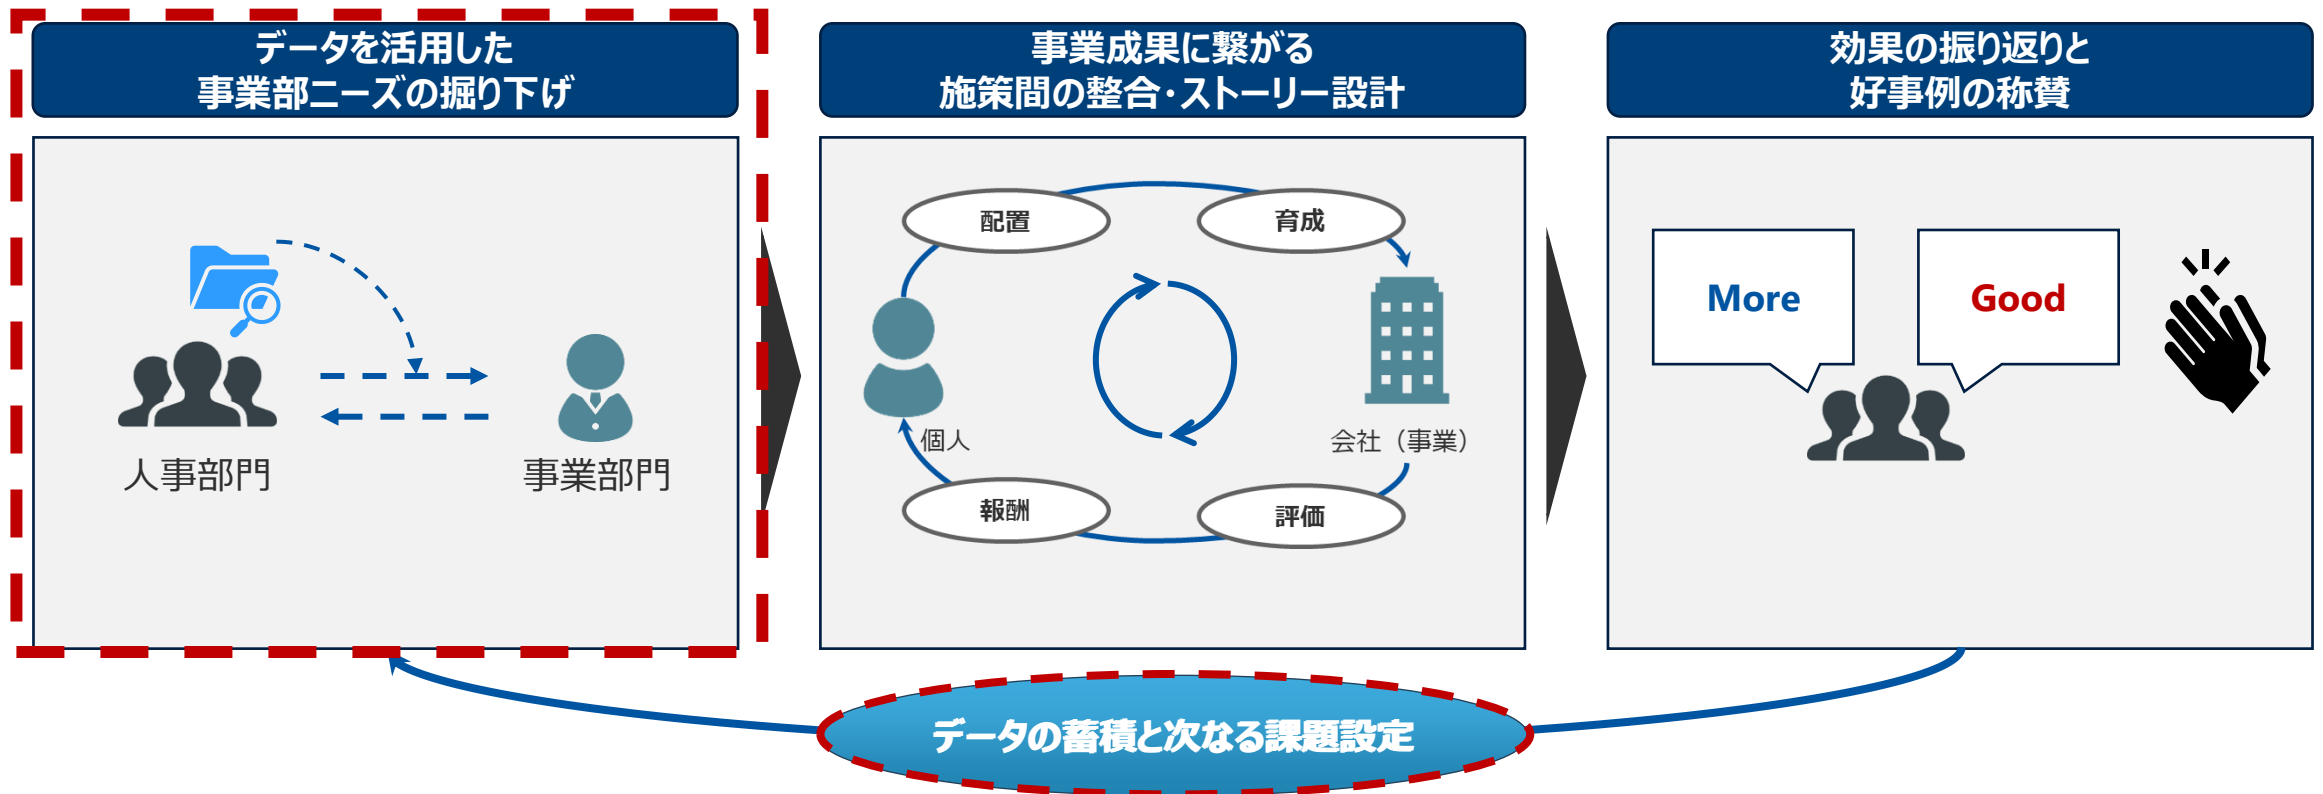 データを活用した
事業部ニーズの掘り下げ
人事部門
事業部門
事業成果に繋がる
施策間の整合・ストーリー設計
配置
育成
個人
会社（事業）
報酬
評価
効果の振り返りと
好事例の称賛
More
Good
データの蓄積と次なる課題設定